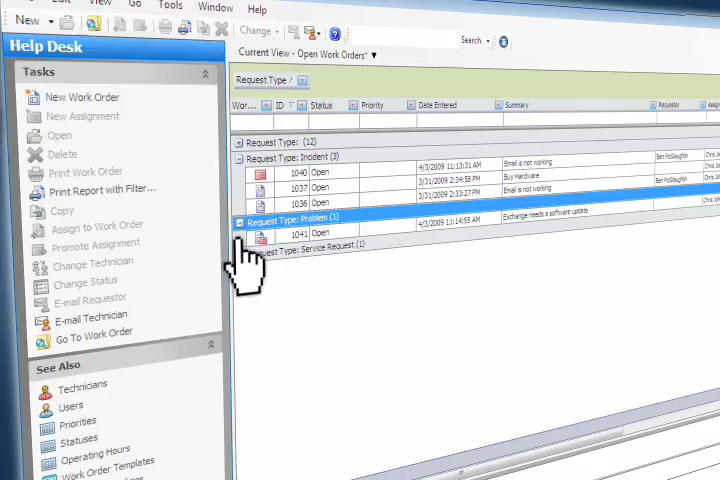 Edit View Go Tools Window Help
New Change Search
Help Desk
Current View - Open Work Orders*
Tasks
New Work Order
New Assignment
Open
Delete
Print Work Order
Print Report with Filter...
Copy
Assign to Work Order
Promote Assignment
Change Technician
Change Status
E-mail Requestor
E-mail Technician
Go To Work Order
See Also
Technicians
Users
Priorities
Statuses
Operating Hours
Work Order Templates
Request Type /
Wor... ID Status Priority Date Entered Summary Requestor
Request Type: (12)
Request Type: Incident (3)
1040 Open 4/3/2009 11:13:31 AM Email is not working Ben McGlaughlin Chris
1037 Open 3/31/2009 2:34:58 PM Buy Hardware
1036 Open 3/31/2009 2:33:27 PM Email is not working Ben McGlaughlin Chris
Request Type: Problem (1)
1041 Open 4/3/2009 11:14:55 AM Exchange needs a software update
equest Type: Service Request (1)